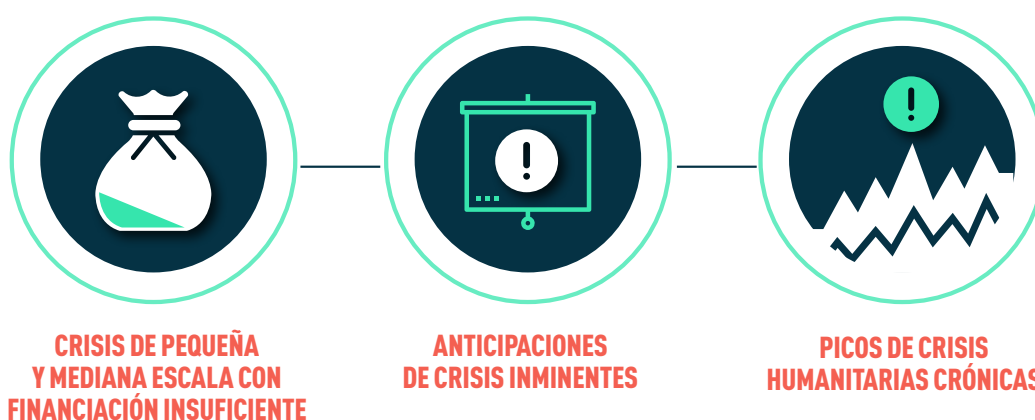 CRISIS DE PEQUEÑA
Y MEDIANA ESCALA CON
FINANCIACIÓN INSUFICIENTE
ANTICIPACIONES
DE CRISIS INMINENTES
PICOS DE CRISIS
HUMANITARIAS CRÓNICAS